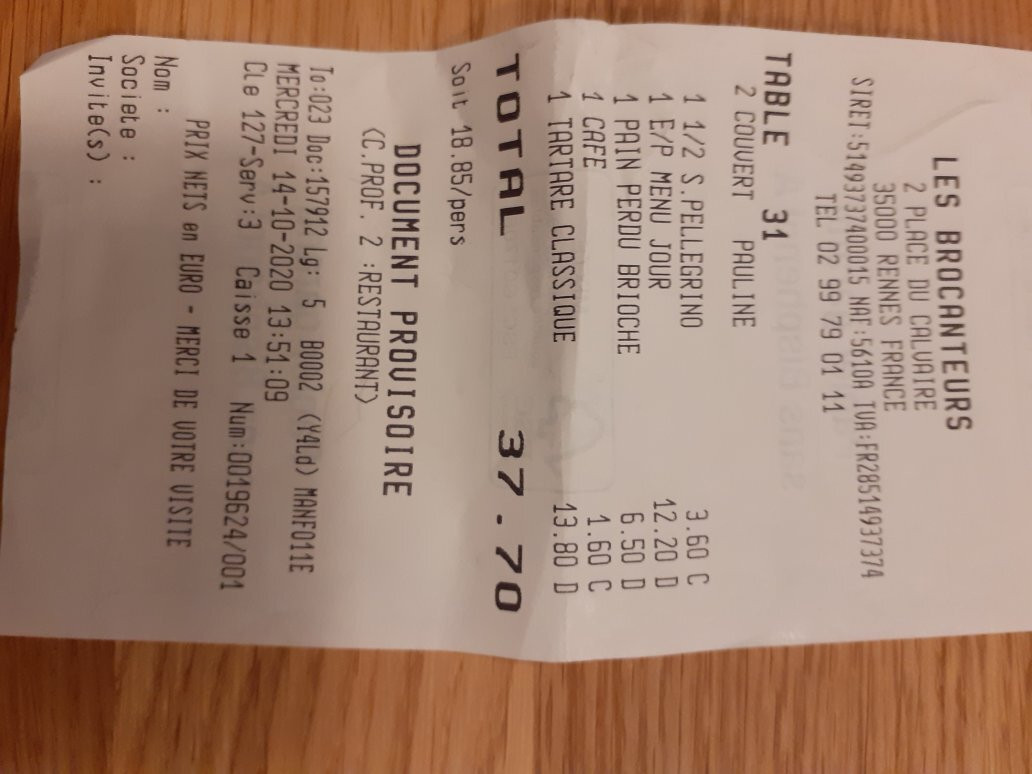 LES BROCANTEURS
2 PLACE DU CALVAIRE
35000 RENNES FRANCE
SIRET:51493737400015 NAF:5610A TVA:FR28514937374
TEL 02 99 79 01 11
TABLE 31
2 COUVERT PAULINE
1 1/2 S.PELLEGRINO 3.60 C
1 E/P MENU JOUR 12.20 D
1 PAIN PERDU BRIOCHE 6.50 D
1 CAFE 1.60 C
1 TARTARE CLASSIQUE 13.80 D
TOTAL 37.70
Soit 18.85/pers
DOCUMENT PROVISOIRE
(C.PROF. 2 :RESTAURANT)
To:023 Doc:157912 Lg: 5 B0002 (Y4Ld) MANF011E
MERCREDI 14-10-2020 13:51:09
Cle 127-Serv:3 Caisse 1 Num:0019624/001
PRIX NETS en EURO - MERCI DE VOTRE VISITE
Nom :
Societe :
Invite(s) :